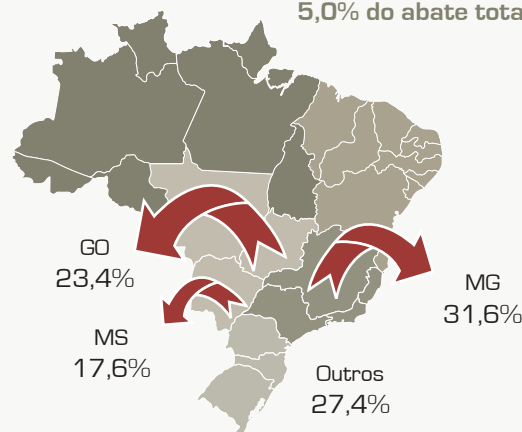 5,0% do abate tota
GO
23,4%
MG
31,6%
MS
17,6%
Outros
27,4%